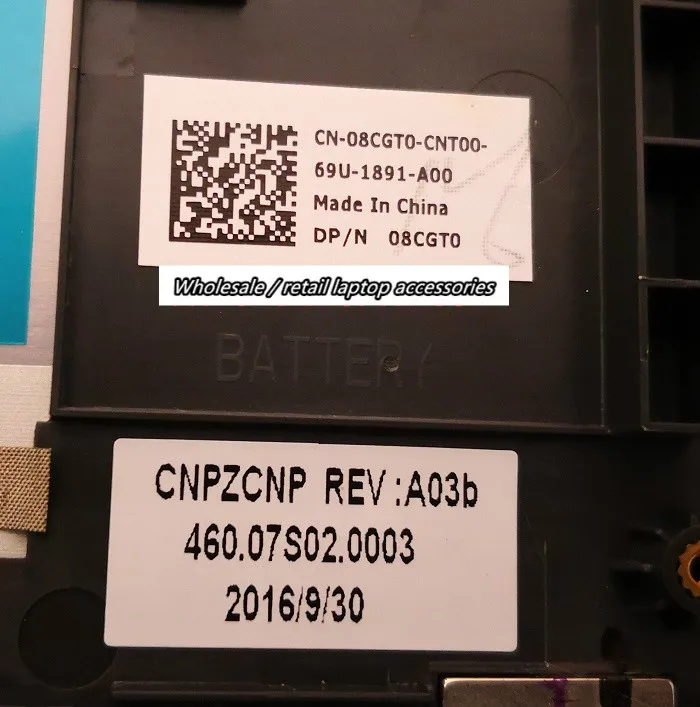 CN-08CGT0-CNT00-
69U-1891-A00
Made In China
DP/N 08CGT0
Wholesale / retail laptop accessories
BATTERY
CNPZCNP REV :A03b
460.07S02.0003
2016/9/30